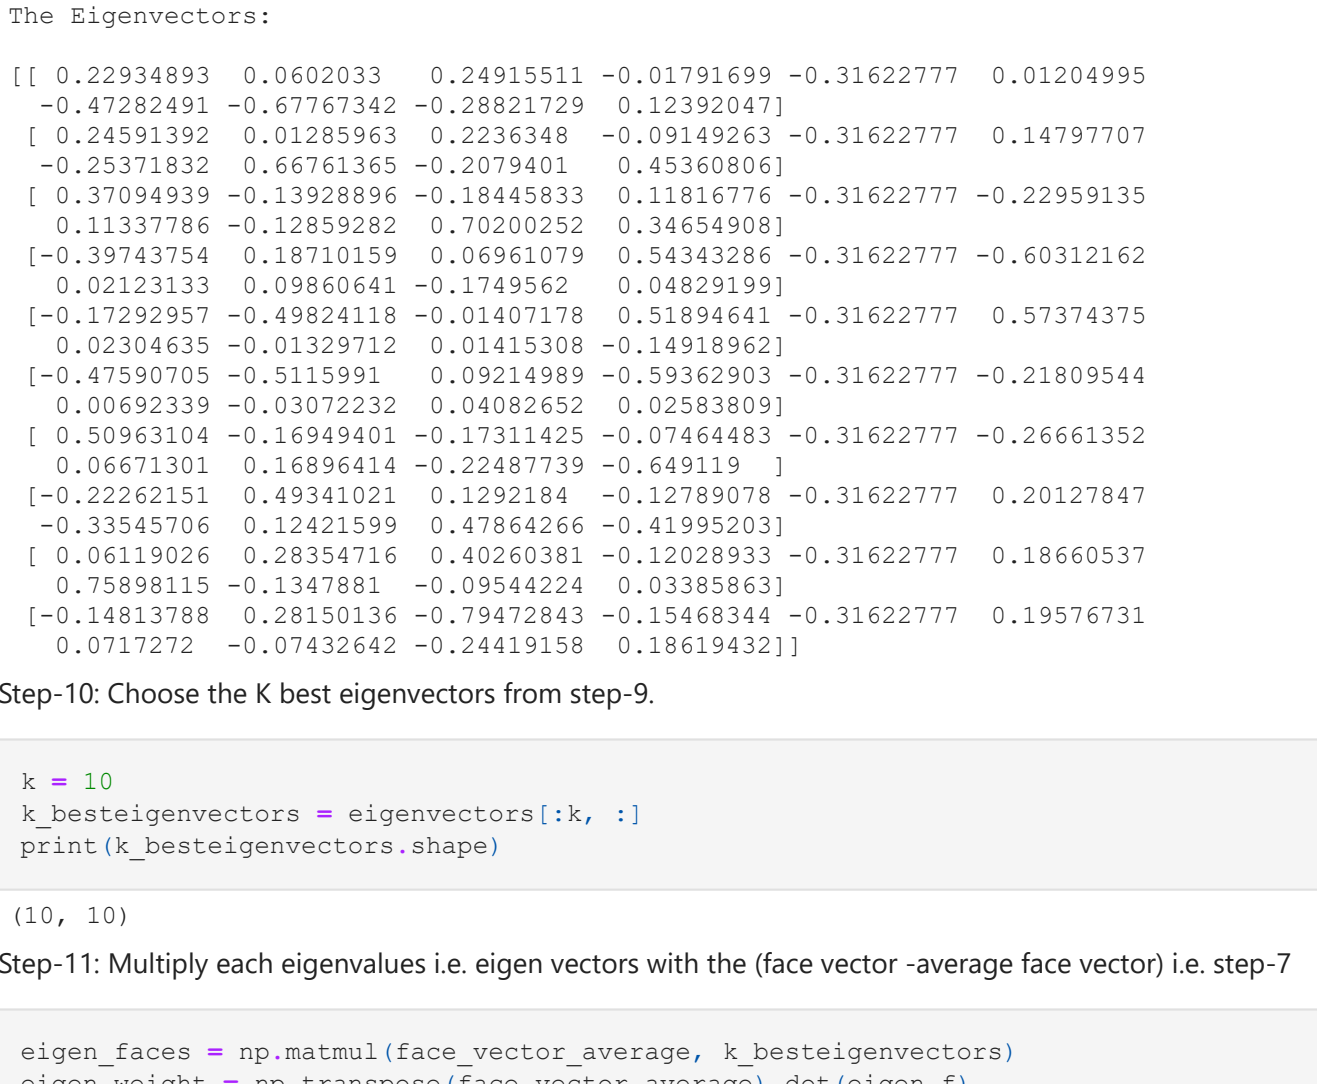 The Eigenvectors:
[[ 0.22934893  0.0602033   0.24915511 -0.01791699 -0.31622777  0.01204995
  -0.47282491 -0.67767342 -0.28821729  0.12392047]
 [ 0.24591392  0.01285963  0.2236348  -0.09149263 -0.31622777  0.14797707
  -0.25371832  0.66761365 -0.2079401   0.45360806]
 [ 0.37094939 -0.13928896 -0.18445833  0.11816776 -0.31622777 -0.22959135
   0.11337786 -0.12859282  0.70200252  0.34654908]
 [-0.39743754  0.18710159  0.06961079  0.54343286 -0.31622777 -0.60312162
   0.02123133  0.09860641 -0.1749562   0.04829199]
 [-0.17292957 -0.49824118 -0.01407178  0.51894641 -0.31622777  0.57374375
   0.02304635 -0.01329712  0.01415308 -0.14918962]
 [-0.47590705 -0.5115991   0.09214989 -0.59362903 -0.31622777 -0.21809544
   0.00692339 -0.03072232  0.04082652  0.02583809]
 [ 0.50963104 -0.16949401 -0.17311425 -0.07464483 -0.31622777 -0.26661352
   0.06671301  0.16896414 -0.22487739 -0.649119  ]
 [-0.22262151  0.49341021  0.1292184  -0.12789078 -0.31622777  0.20127847
  -0.33545706  0.12421599  0.47864266 -0.41995203]
 [ 0.06119026  0.28354716  0.40260381 -0.12028933 -0.31622777  0.18660537
   0.75898115 -0.1347881  -0.09544224  0.03385863]
 [-0.14813788  0.28150136 -0.79472843 -0.15468344 -0.31622777  0.19576731
   0.0717272  -0.07432642 -0.24419158  0.18619432]]
Step-10: Choose the K best eigenvectors from step-9.
k = 10
k_besteigenvectors = eigenvectors[:k, :]
print(k_besteigenvectors.shape)
(10, 10)
Step-11: Multiply each eigenvalues i.e. eigen vectors with the (face vector -average face vector) i.e. step-7
eigen_faces = np.matmul(face_vector_average, k_besteigenvectors)
eigen_weight = np.transpose(face_vector_average).dot(eigen_f)